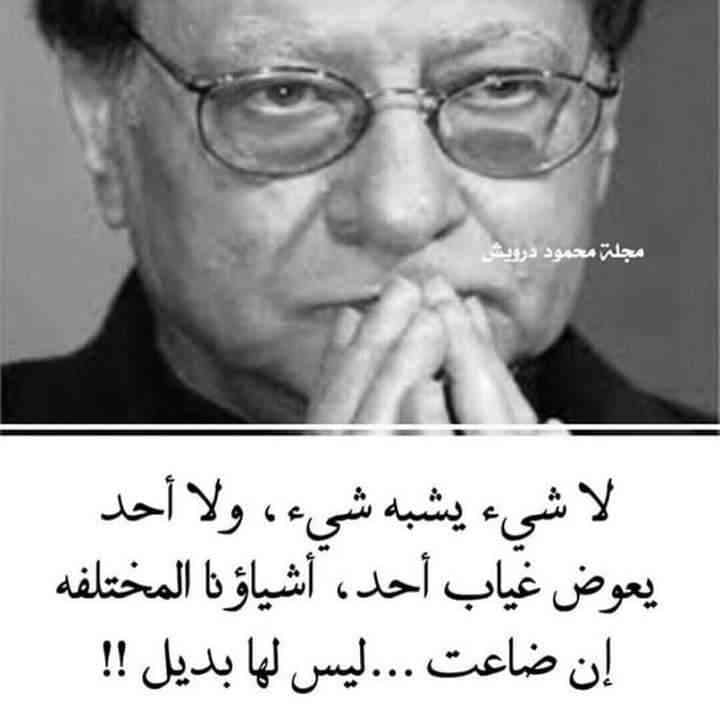 مجلة محمود درويش
لا شيء يشبه شيء، ولا أحد
يعوض غياب أحد، أشياؤنا المختلفه
إن ضاعت ...ليس لها بديل !!